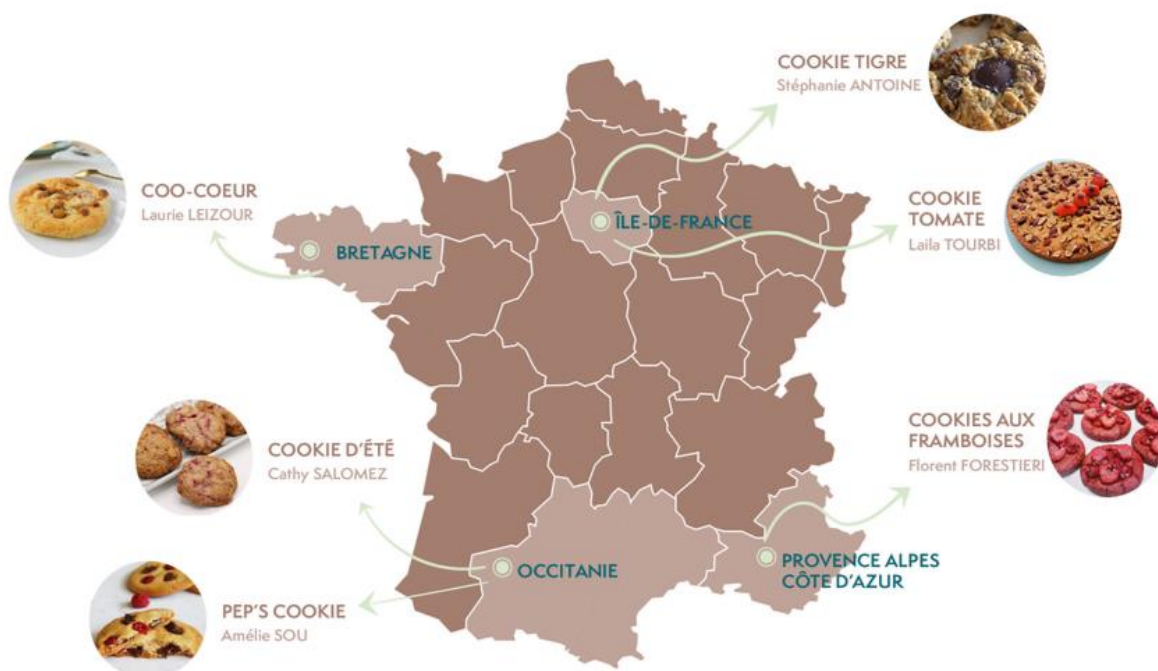 COOKIE TIGRE
Stéphanie ANTOINE
COO-COEUR
Laurie LEIZOUR
COOKIE
TOMATE
Laila TOURBI
ÎLE-DE-FRANCE
BRETAGNE
COOKIE D'ÉTÉ
Cathy SALOMEZ
COOKIES AUX
FRAMBOISES
Florent FORESTIERI
OCCITANIE
PROVENCE ALPES
CÔTE D'AZUR
PEP'S COOKIE
Amélie SOU